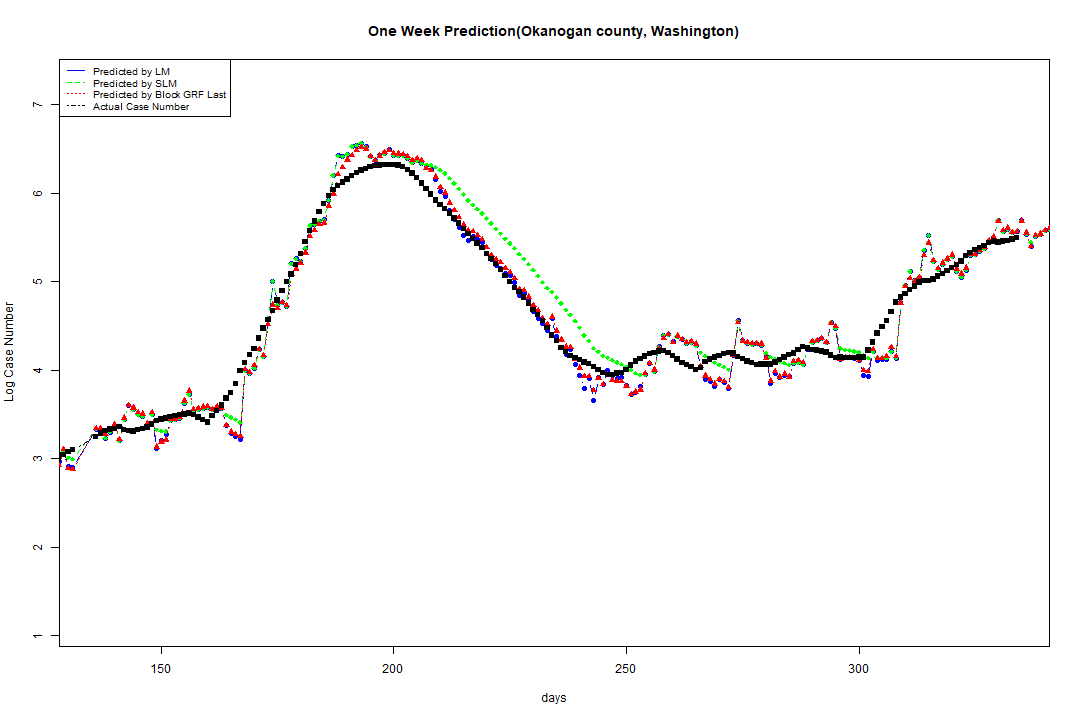 One Week Prediction(Okanogan county, Washington)
Predicted by LM
Predicted by SLM
Predicted by Block GRF Last
Actual Case Number
7
6
5
4
3
2
1
Log Case Number
150 200 250 300
days